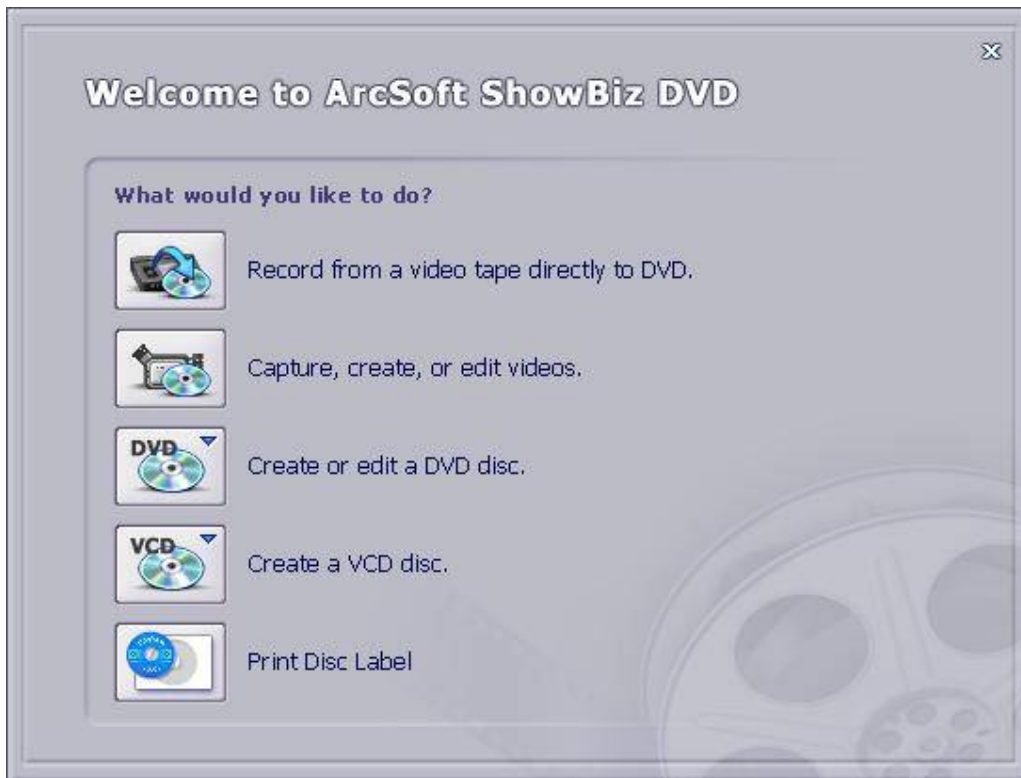 Welcome to ArcSoft ShowBiz DVD
What would you like to do?
Record from a video tape directly to DVD.
Capture, create, or edit videos.
DVD
Create or edit a DVD disc.
VCD
Create a VCD disc.
Print Disc Label